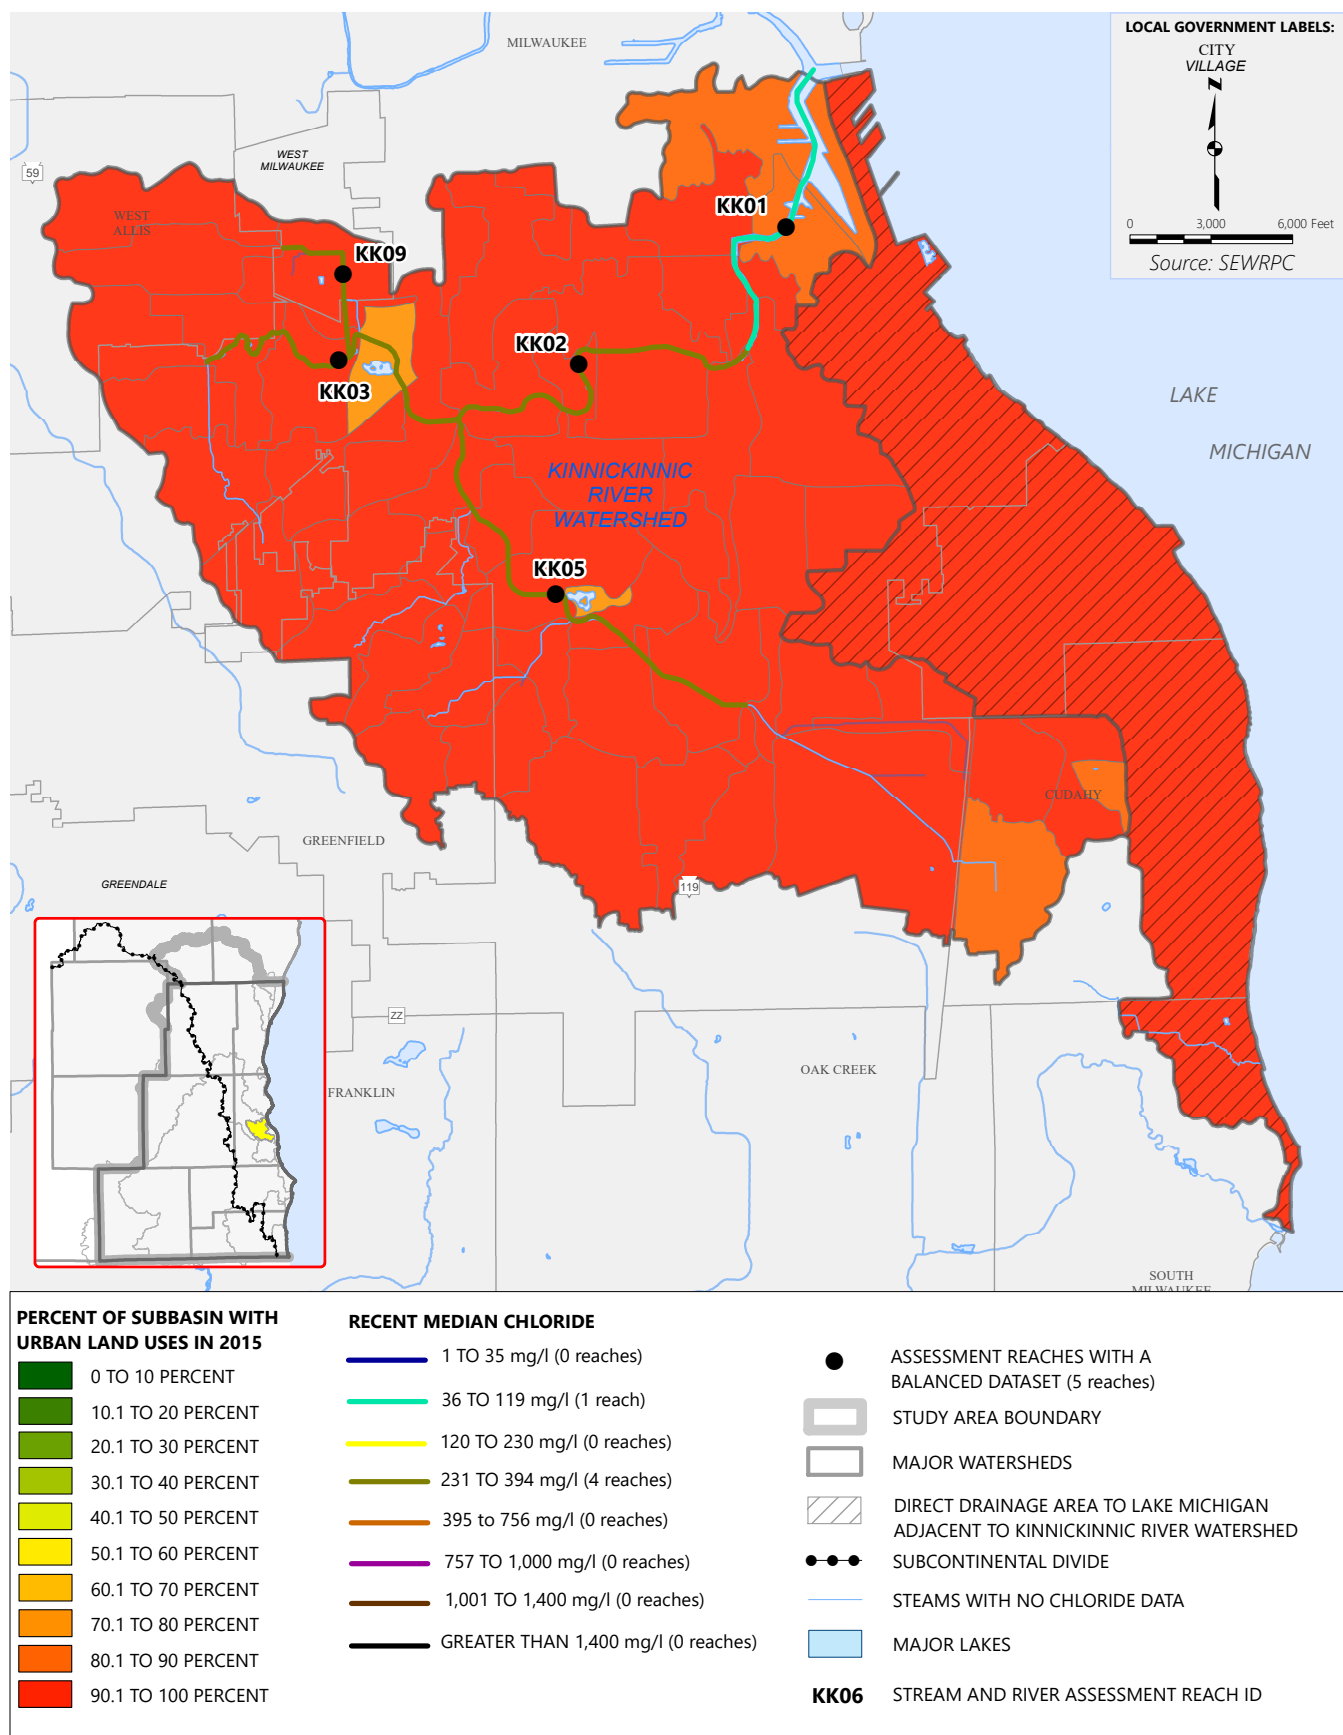 LOCAL GOVERNMENT LABELS:
CITY
VILLAGE
N
0 3,000 6,000 Feet
Source: SEWRPC
MILWAUKEE
WEST
MILWAUKEE
59
WEST
ALLIS
KK01
KK09
KK02
KK03
LAKE
MICHIGAN
KINNICKINNIC
RIVER
WATERSHED
KK05
CUDAHY
GREENFIELD
GREENDALE
119
ZZ
OAK CREEK
FRANKLIN
SOUTH
MILWAUKEE
PERCENT OF SUBBASIN WITH
URBAN LAND USES IN 2015
0 TO 10 PERCENT
10.1 TO 20 PERCENT
20.1 TO 30 PERCENT
30.1 TO 40 PERCENT
40.1 TO 50 PERCENT
50.1 TO 60 PERCENT
60.1 TO 70 PERCENT
70.1 TO 80 PERCENT
80.1 TO 90 PERCENT
90.1 TO 100 PERCENT
RECENT MEDIAN CHLORIDE
1 TO 35 mg/l (0 reaches)
36 TO 119 mg/l (1 reach)
120 TO 230 mg/l (0 reaches)
231 TO 394 mg/l (4 reaches)
395 to 756 mg/l (0 reaches)
757 TO 1,000 mg/l (0 reaches)
1,001 TO 1,400 mg/l (0 reaches)
GREATER THAN 1,400 mg/l (0 reaches)
ASSESSMENT REACHES WITH A
BALANCED DATASET (5 reaches)
STUDY AREA BOUNDARY
MAJOR WATERSHEDS
DIRECT DRAINAGE AREA TO LAKE MICHIGAN
ADJACENT TO KINNICKINNIC RIVER WATERSHED
SUBCONTINENTAL DIVIDE
STEAMS WITH NO CHLORIDE DATA
MAJOR LAKES
KK06 STREAM AND RIVER ASSESSMENT REACH ID